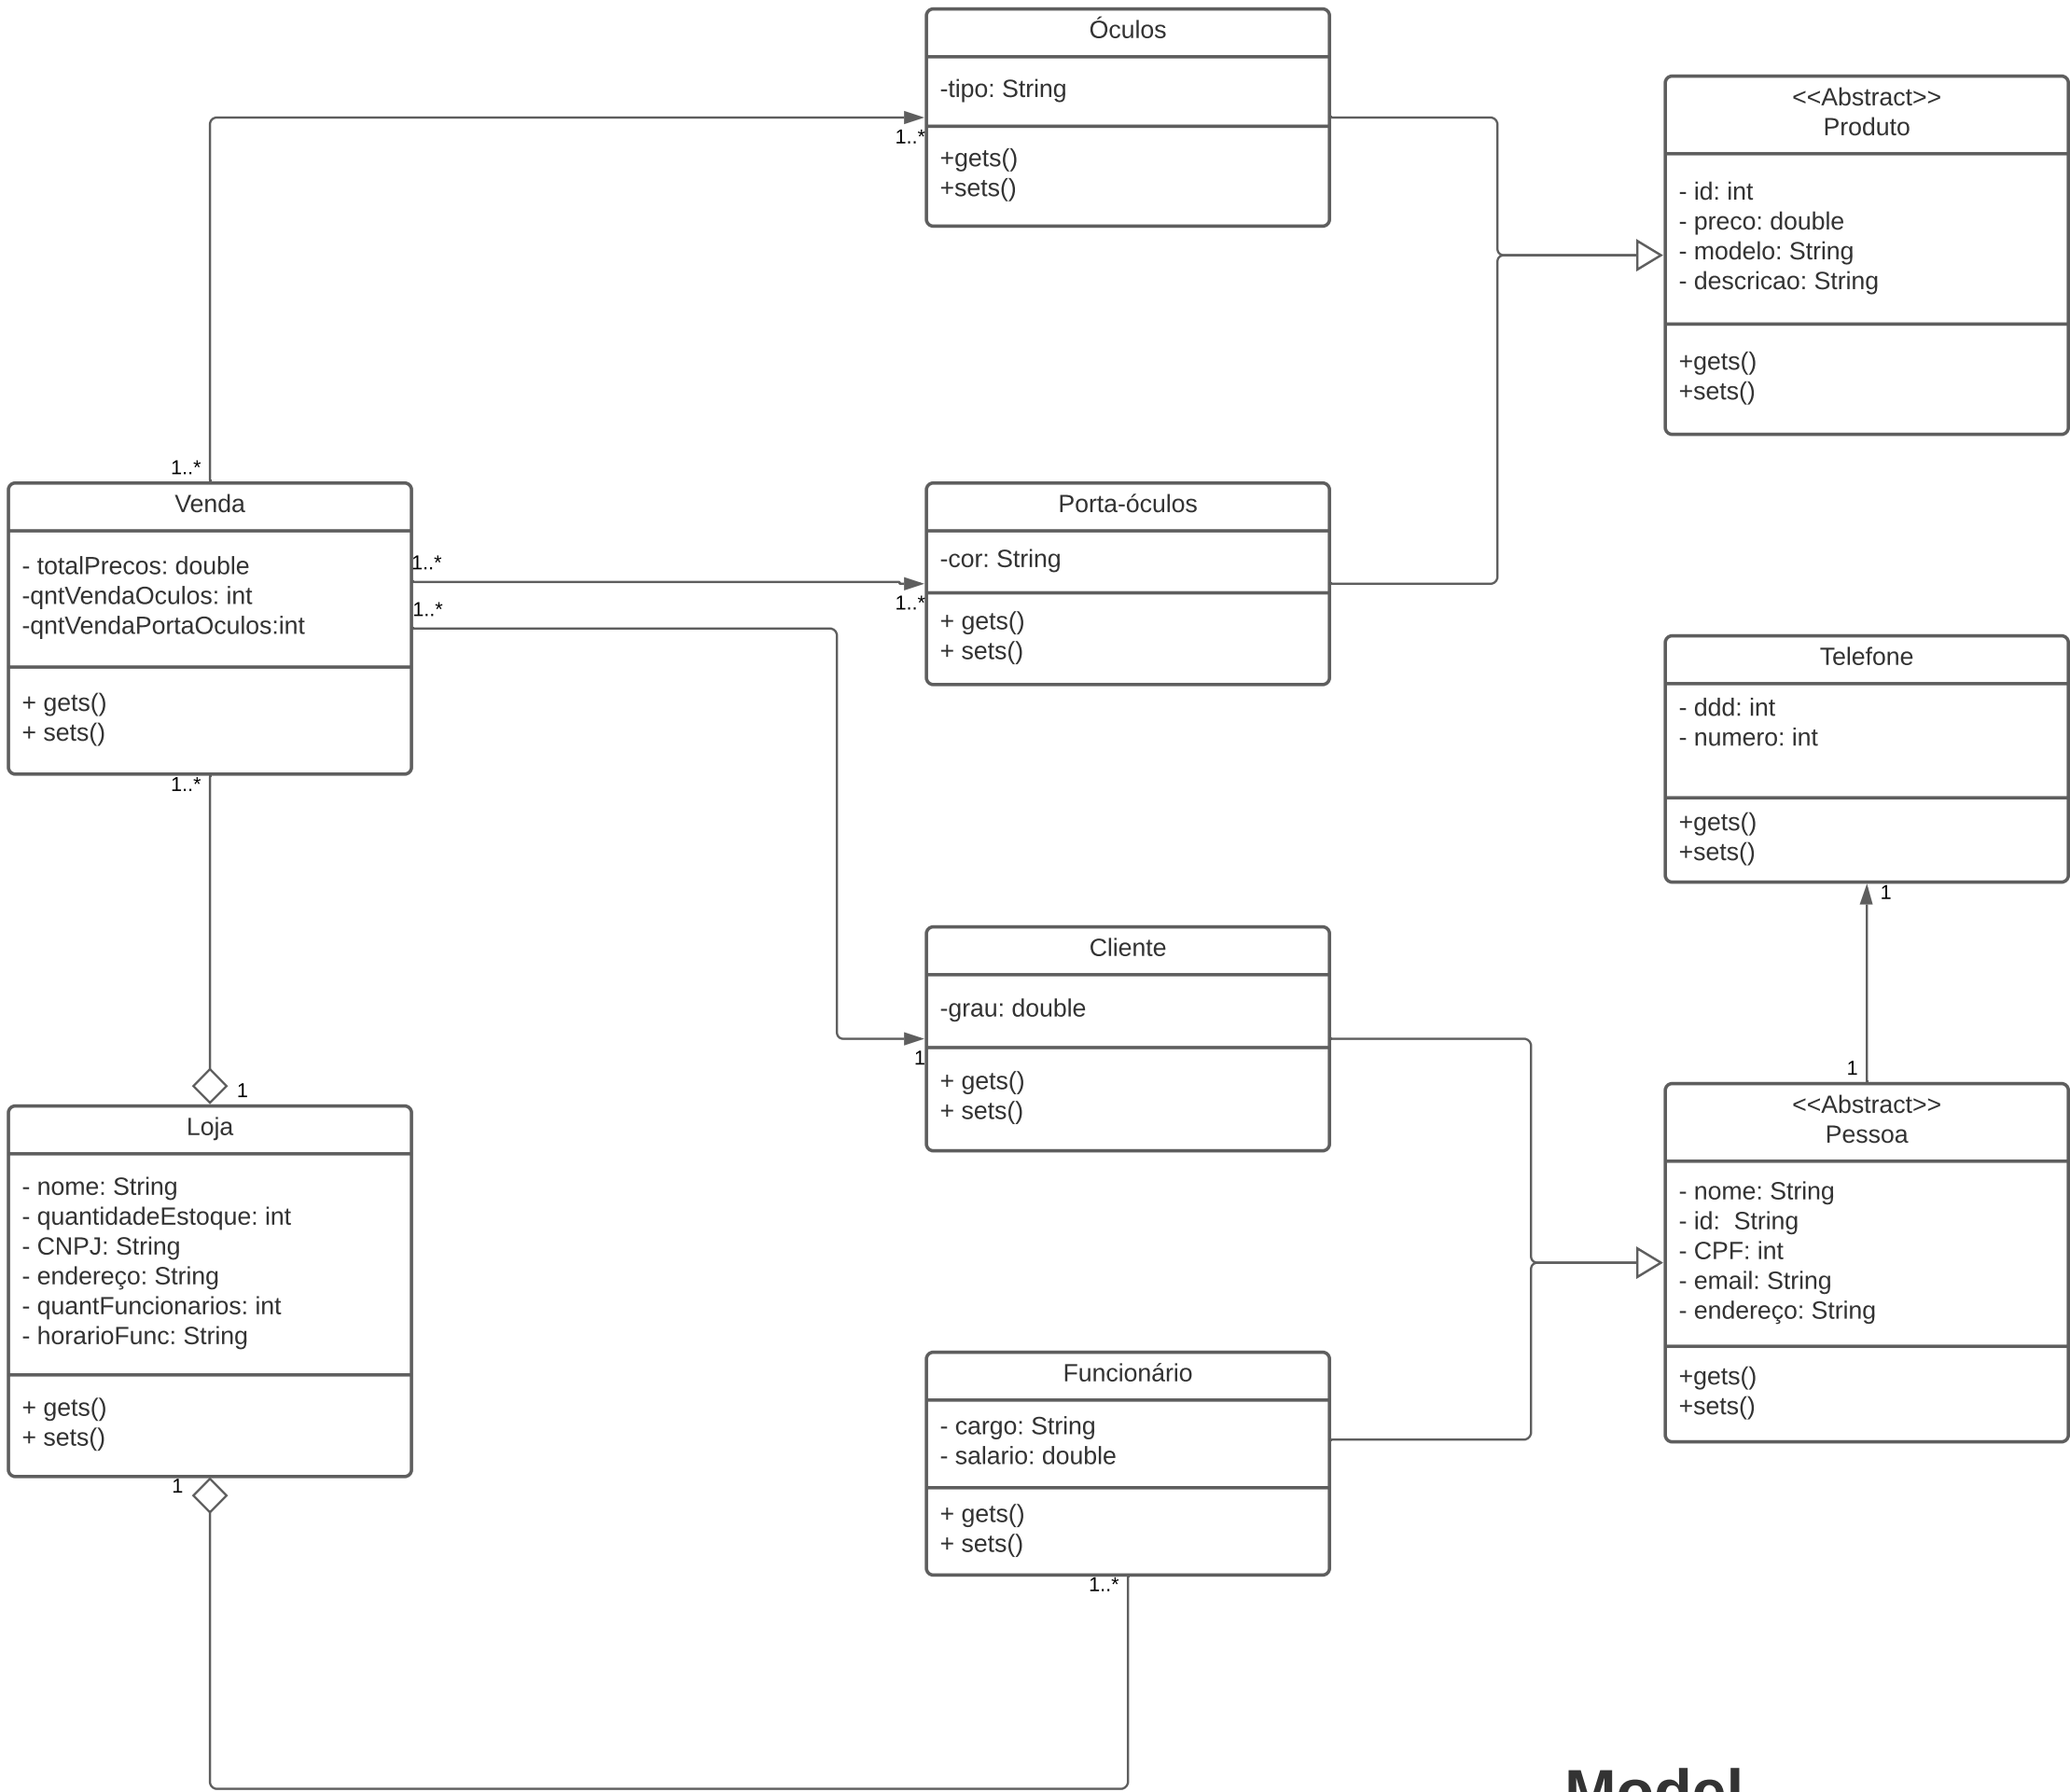 Óculos
-tipo: String
+gets()
+sets()
<<Abstract>>
Produto
- id: int
- preco: double
- modelo: String
- descricao: String
+gets()
+sets()
1..*
1..*
Venda
- totalPrecos: double
-qntVendaOculos: int
-qntVendaPortaOculos:int
+ gets()
+ sets()
1..*
1..*
1..*
1..*
Porta-óculos
-cor: String
+ gets()
+ sets()
Telefone
- ddd: int
- numero: int
+gets()
+sets()
1
1
Cliente
-grau: double
+ gets()
+ sets()
1
1
Loja
- nome: String
- quantidadeEstoque: int
- CNPJ: String
- endereço: String
- quantFuncionarios: int
- horarioFunc: String
+ gets()
+ sets()
1
<<Abstract>>
Pessoa
- nome: String
- id:  String
- CPF: int
- email: String
- endereço: String
+gets()
+sets()
Funcionário
- cargo: String
- salario: double
+ gets()
+ sets()
1..*
Model